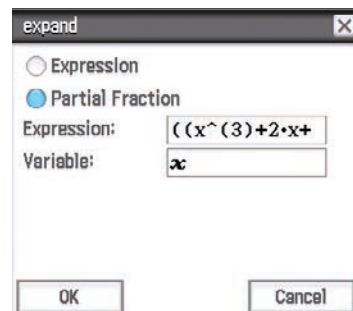 expand
Expression
Partial Fraction
Expression: ((x^(3)+2·x+
Variable: x
OK Cancel